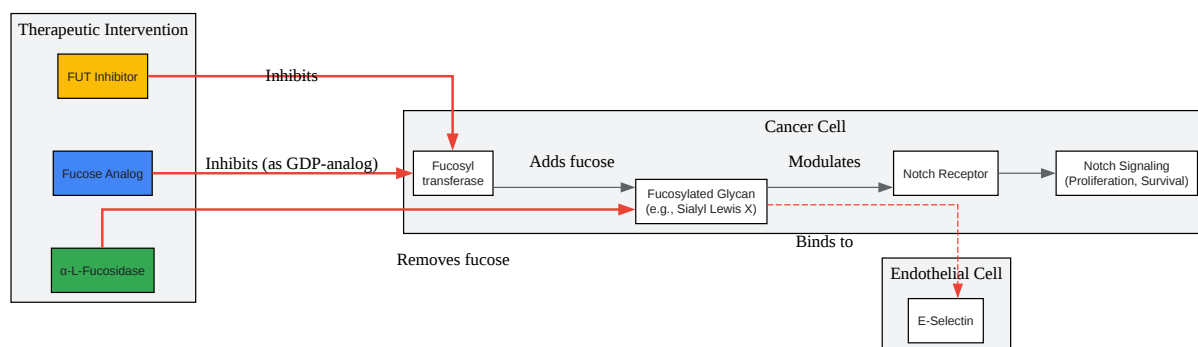 Therapeutic Intervention
FUT Inhibitor
Inhibits
Cancer Cell
Fucose Analog
Inhibits (as GDP-analog)
Fucosyl
transferase
Adds fucose
Fucosylated Glycan
(e.g., Sialyl Lewis X)
Modulates
Notch Receptor
Notch Signaling
(Proliferation, Survival)
α-L-Fucosidase
Removes fucose
Binds to
Endothelial Cell
E-Selectin